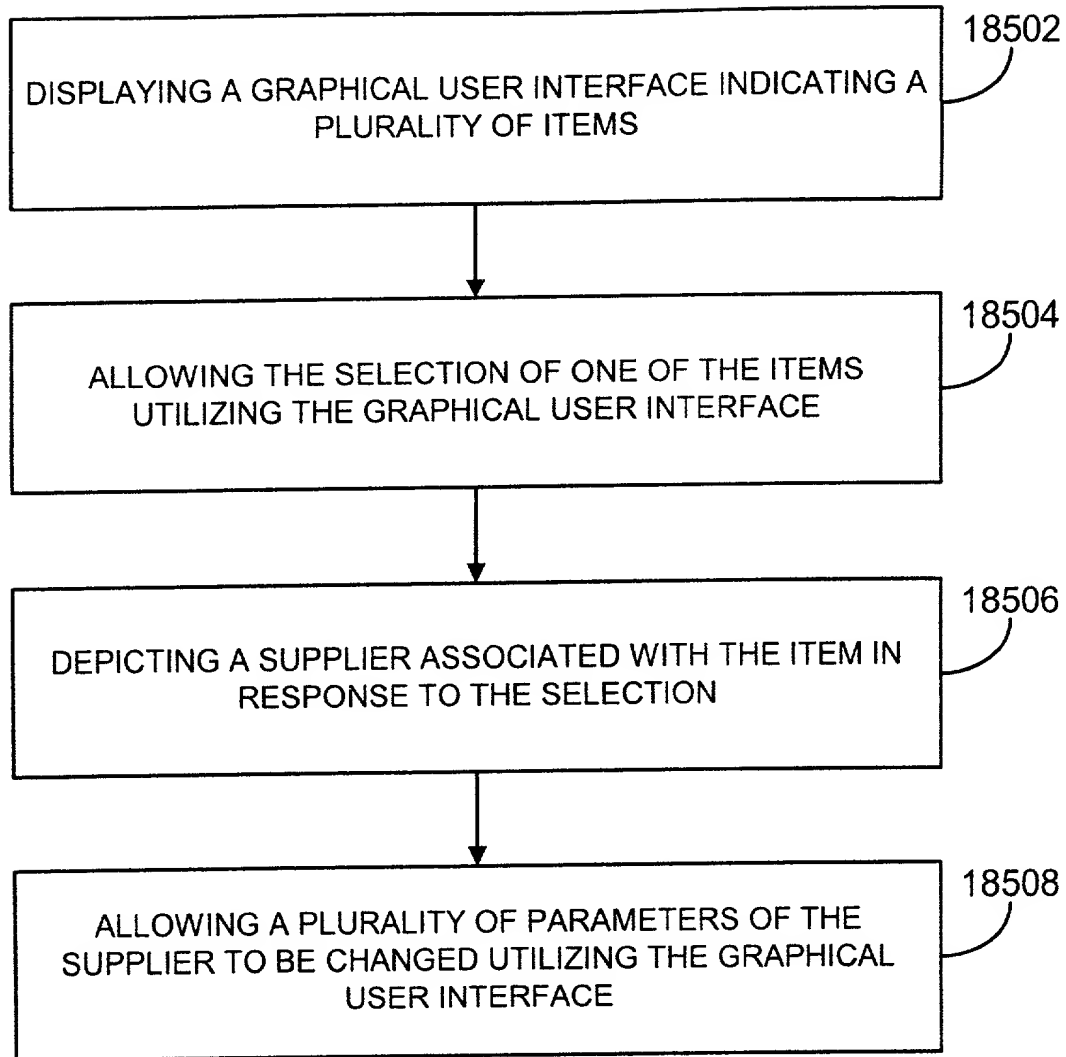 18502
DISPLAYING A GRAPHICAL USER INTERFACE INDICATING A
PLURALITY OF ITEMS
18504
ALLOWING THE SELECTION OF ONE OF THE ITEMS
UTILIZING THE GRAPHICAL USER INTERFACE
18506
DEPICTING A SUPPLIER ASSOCIATED WITH THE ITEM IN
RESPONSE TO THE SELECTION
18508
ALLOWING A PLURALITY OF PARAMETERS OF THE
SUPPLIER TO BE CHANGED UTILIZING THE GRAPHICAL
USER INTERFACE